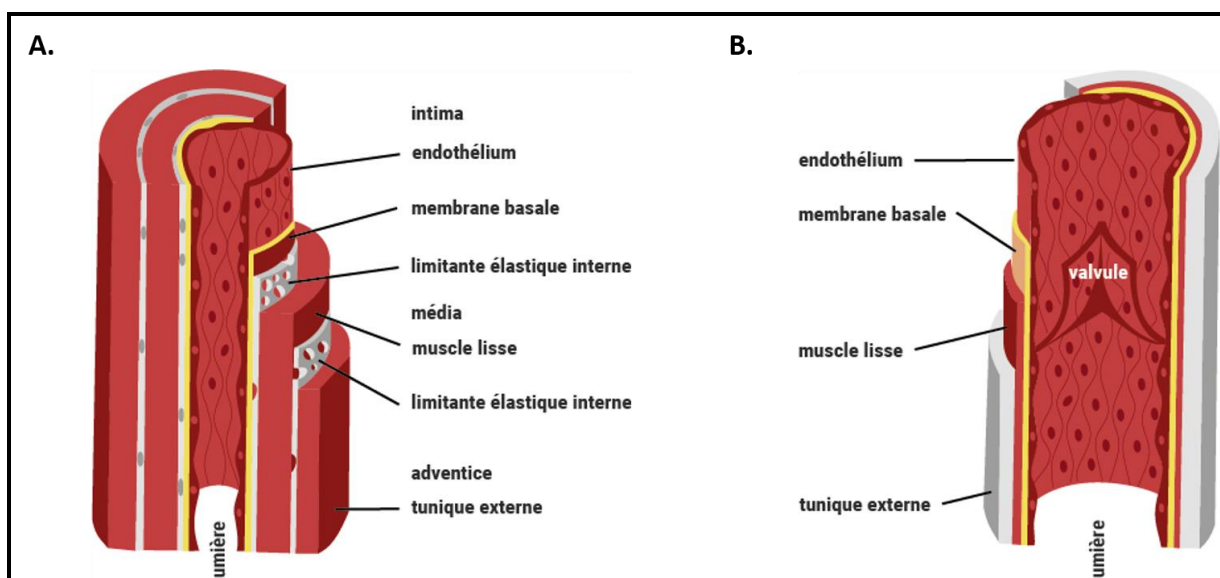 A.
intima
endothélium
membrane basale
limitante élastique interne
média
muscle lisse
limitante élastique interne
adventice
tunique externe
umière
B.
endothélium
membrane basale
valvule
muscle lisse
tunique externe
umière